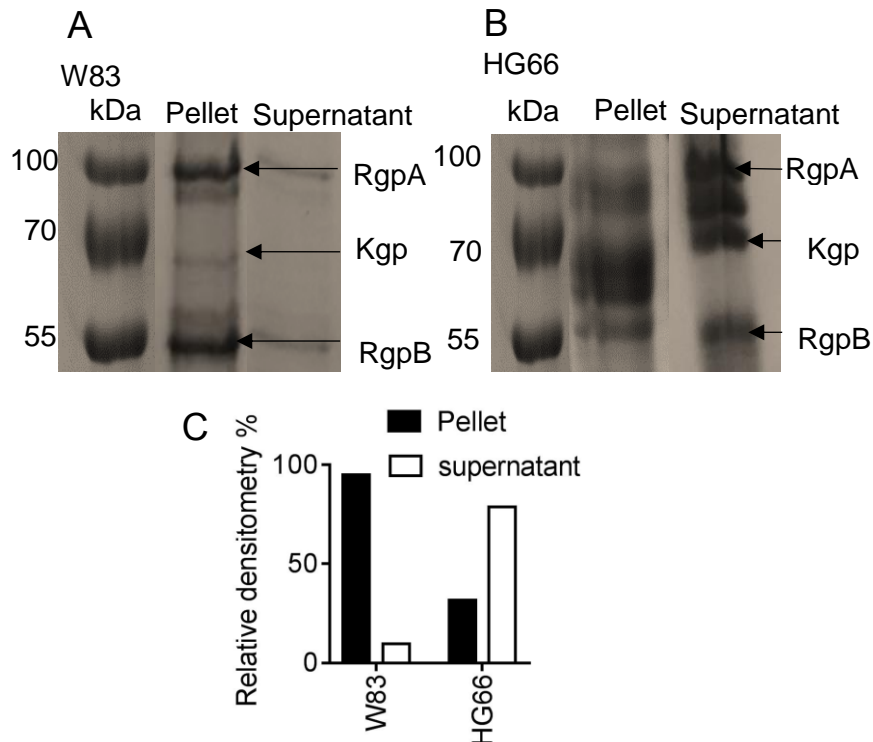 A
W83
kDa Pellet Supernatant
100
70
55
RgpA
Kgp
RgpB
B
HG66
kDa Pellet Supernatant
100
70
55
RgpA
Kgp
RgpB
C
Pellet
supernatant
Relative densitometry %
100
50
0
W83
HG66